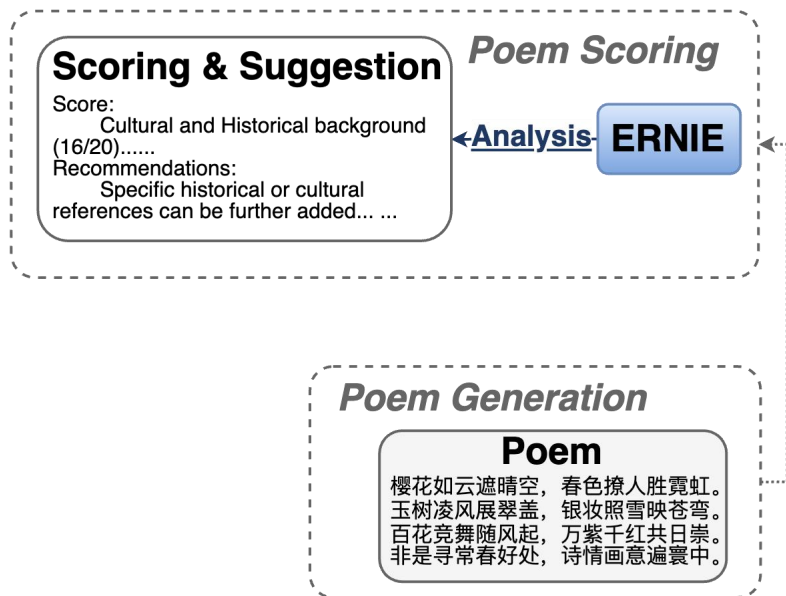 Poem Scoring
Scoring & Suggestion
Score:
Cultural and Historical background
(16/20)......
Recommendations:
Specific historical or cultural
references can be further added... ...
Analysis
ERNIE
Poem Generation
Poem
樱花如云遮晴空，春色撩人胜霓虹。
玉树凌风展翠盖，银妆照雪映苍弯。
百花竞舞随风起，万紫千红共日崇。
非是寻常春好处，诗情画意遍寰中。